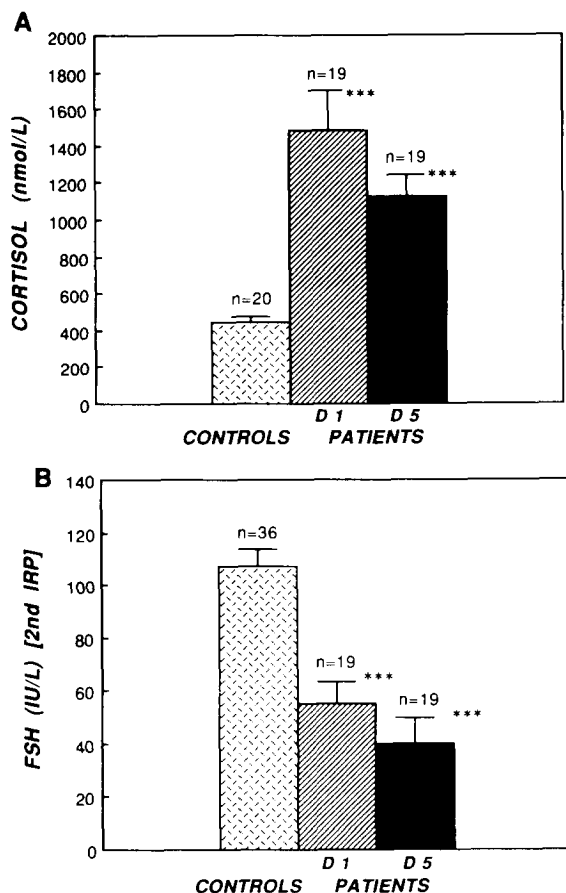 A
2000
1800
1600
1400
1200
1000
800
600
400
200
0
CORTISOL (nmol/L)
n=20
n=19
***
n=19
***
D 1
D 5
CONTROLS PATIENTS
B
140
120
100
80
60
40
20
0
FSH (IU/L) [2nd IRP]
n=36
n=19
***
n=19
***
D 1
D 5
CONTROLS PATIENTS